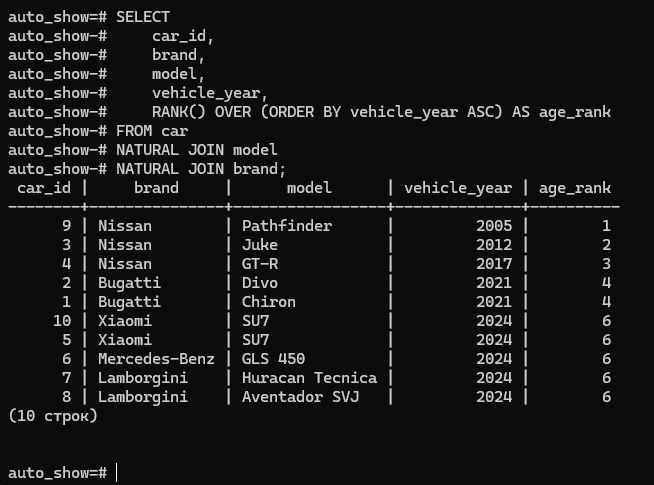 auto_show=# SELECT
auto_show-#     car_id,
auto_show-#     brand,
auto_show-#     model,
auto_show-#     vehicle_year,
auto_show-#     RANK() OVER (ORDER BY vehicle_year ASC) AS age_rank
auto_show-# FROM car
auto_show-# NATURAL JOIN model
auto_show-# NATURAL JOIN brand;
 car_id |     brand     |      model      | vehicle_year | age_rank
--------+---------------+-----------------+--------------+----------
      9 | Nissan        | Pathfinder      |         2005 |        1
      3 | Nissan        | Juke            |         2012 |        2
      4 | Nissan        | GT-R            |         2017 |        3
      2 | Bugatti       | Divo            |         2021 |        4
      1 | Bugatti       | Chiron          |         2021 |        4
     10 | Xiaomi        | SU7             |         2024 |        6
      5 | Xiaomi        | SU7             |         2024 |        6
      6 | Mercedes-Benz | GLS 450         |         2024 |        6
      7 | Lamborgini    | Huracan Tecnica |         2024 |        6
      8 | Lamborgini    | Aventador SVJ   |         2024 |        6
(10 строк)
auto_show=#